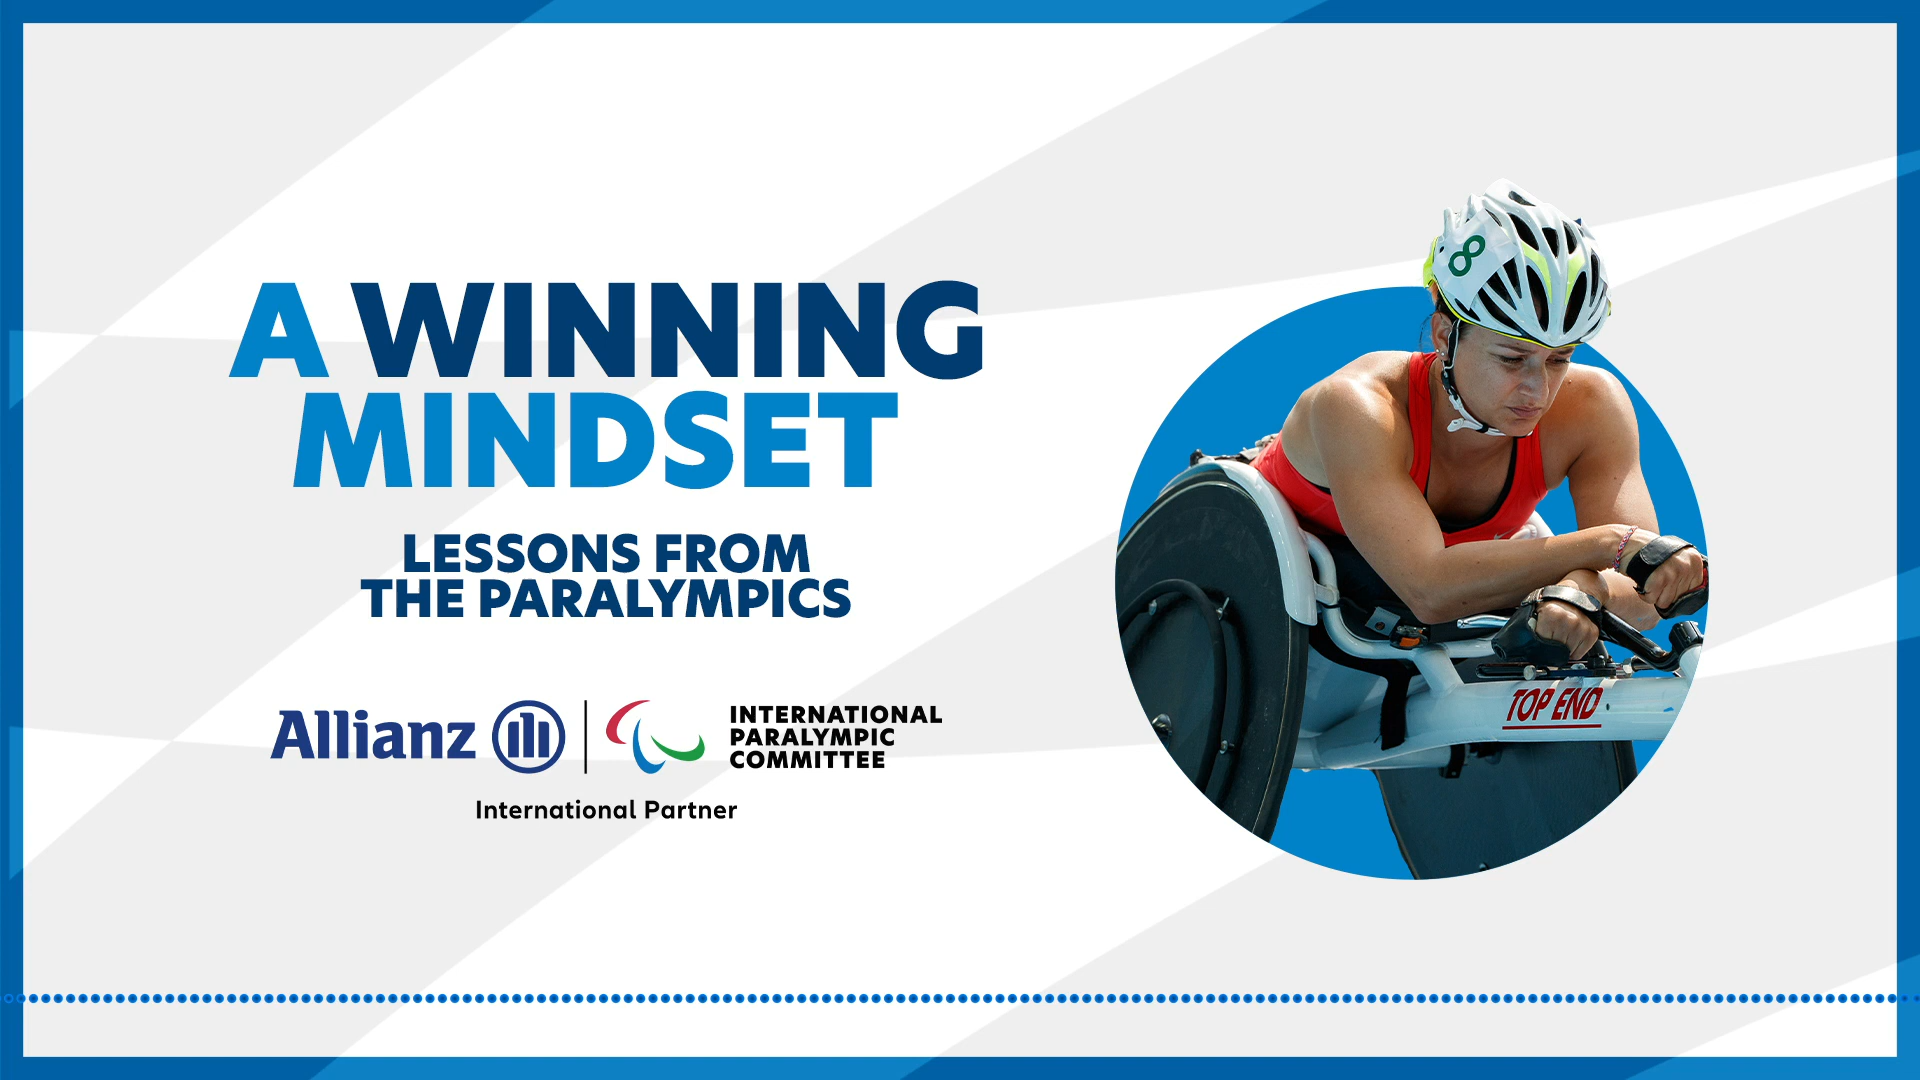 A WINNING
MINDSET
LESSONS FROM
THE PARALYMPICS
Allianz
INTERNATIONAL
PARALYMPIC
COMMITTEE
International Partner
8
TOP END